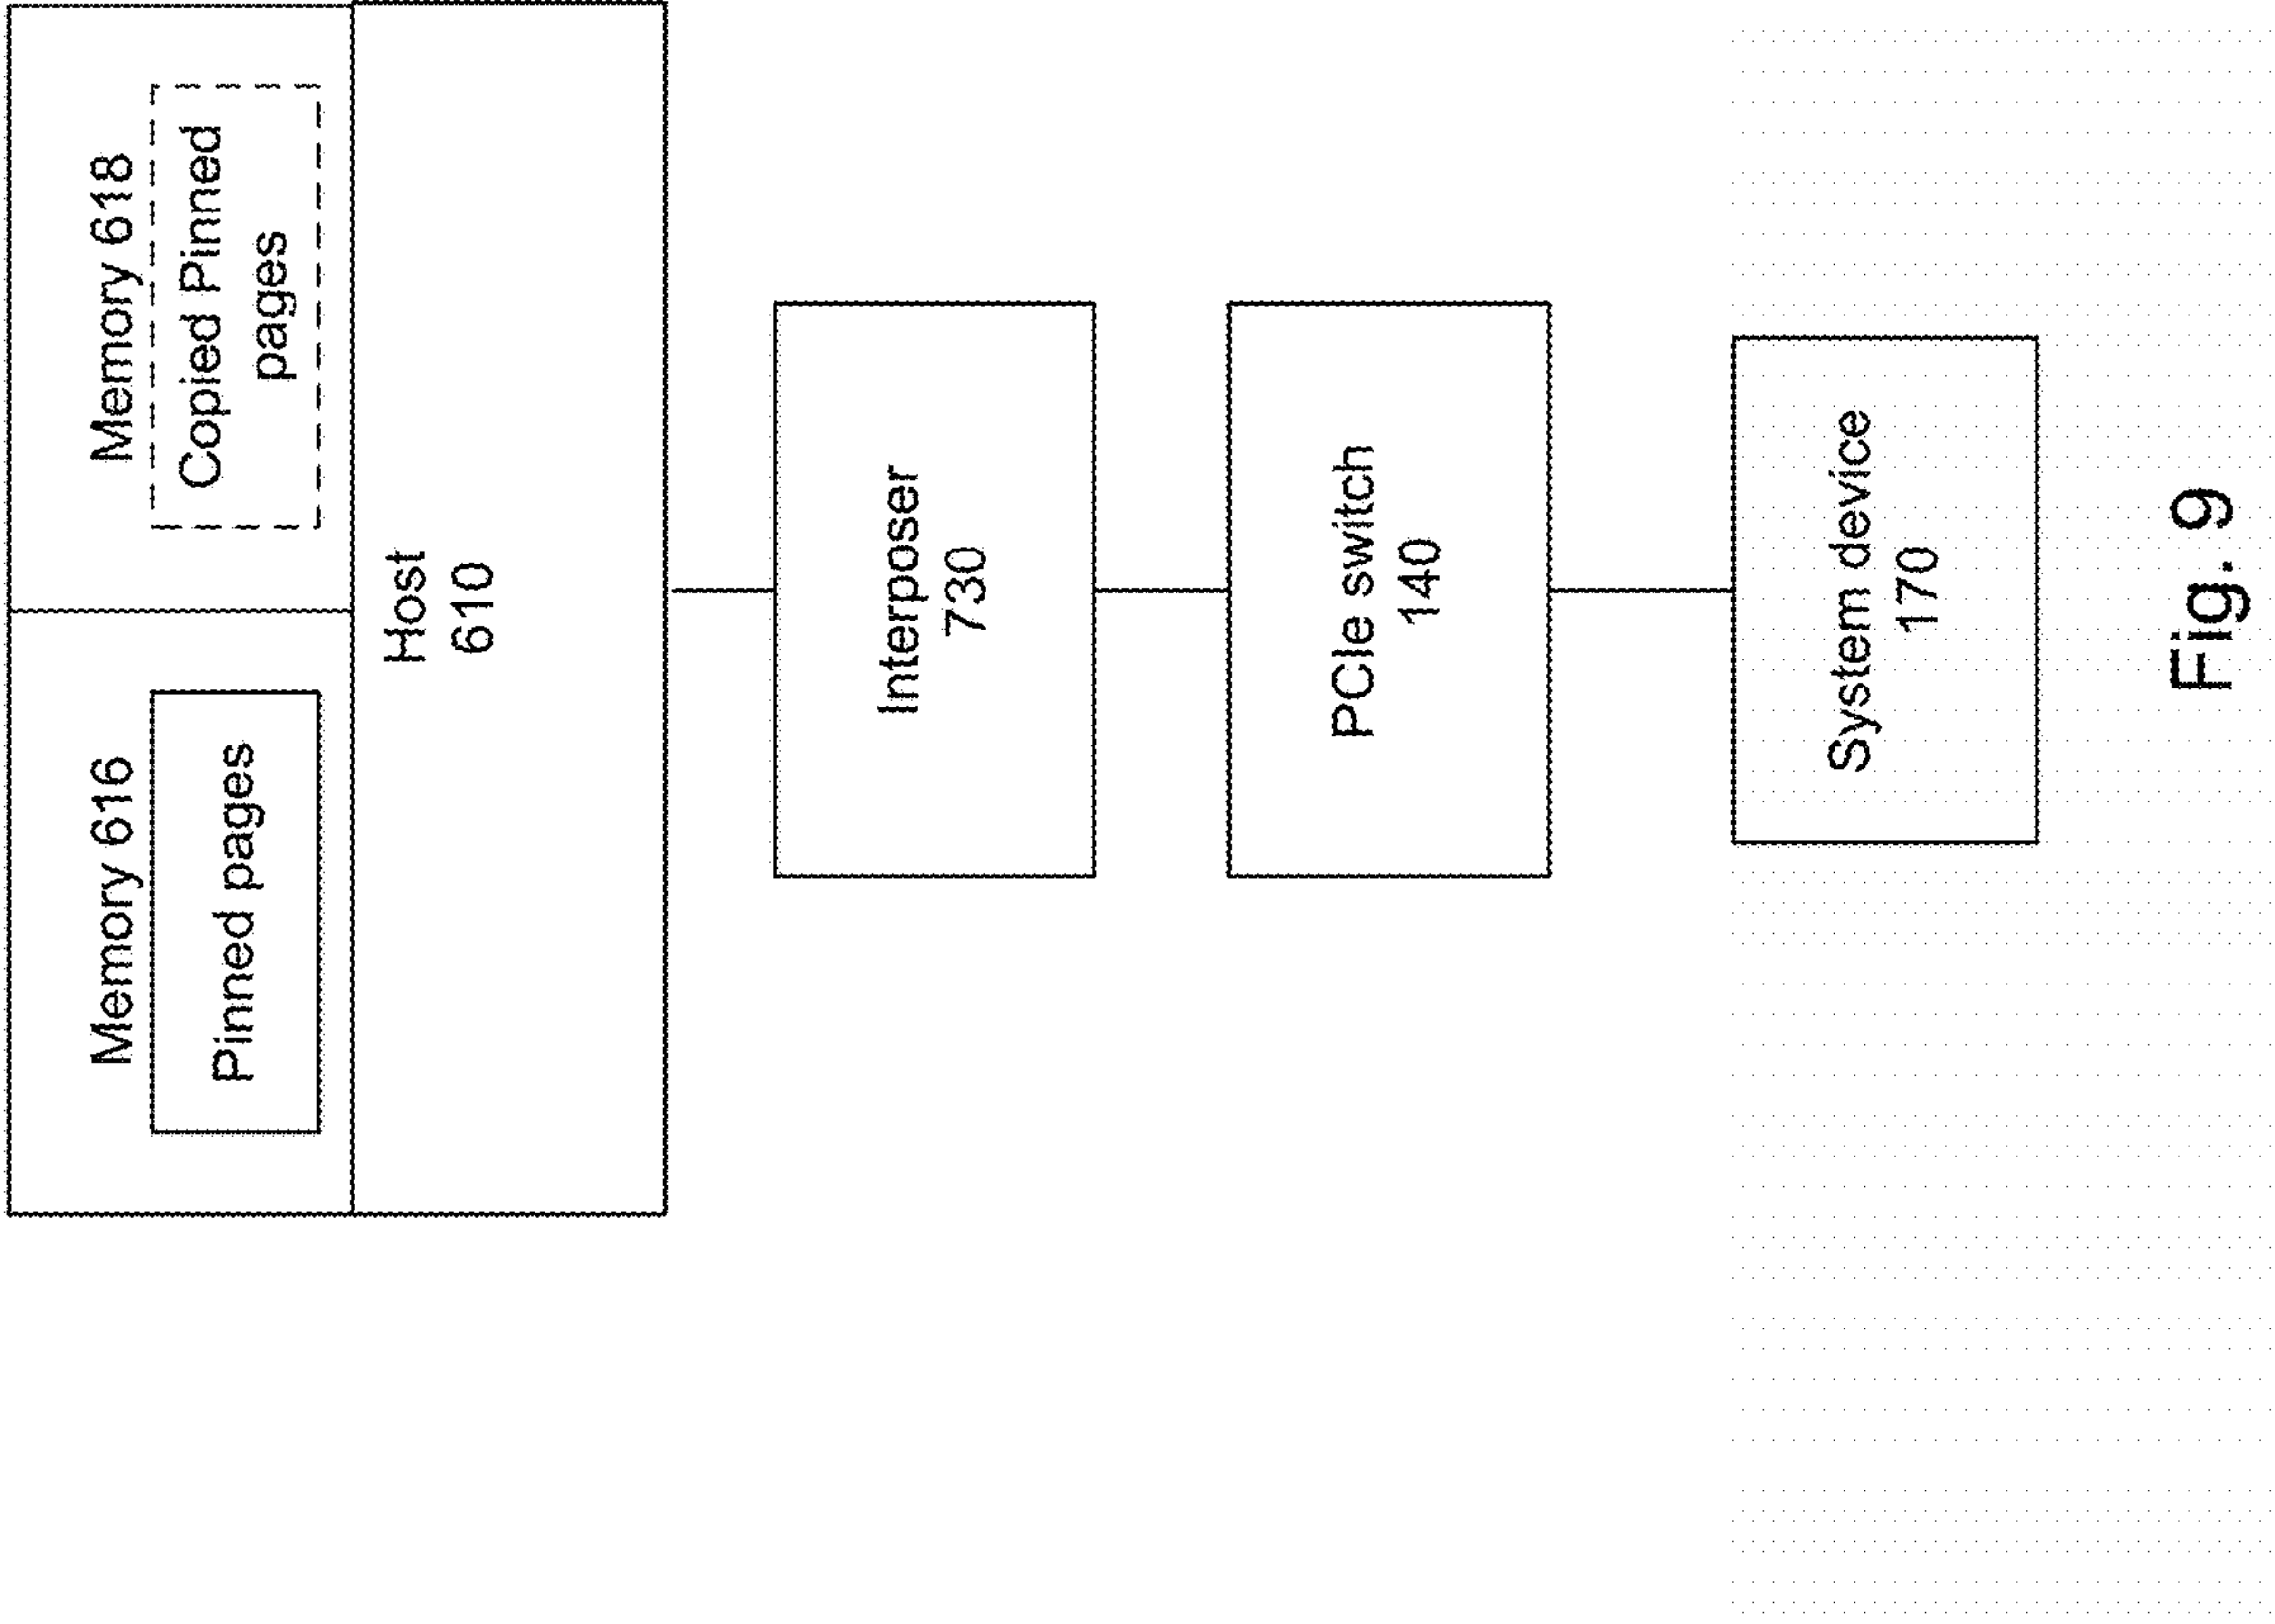 Memory 616
Pinned pages
Memory 618
Copied Pinned
pages
Host
610
Interposer
730
PCIe switch
140
System device
170
Fig. 9